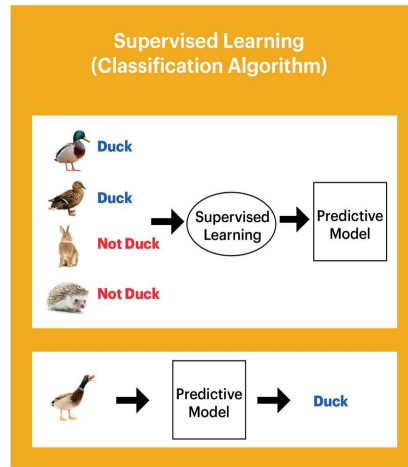 Supervised Learning
(Classification Algorithm)
Duck
Duck
Not Duck
Not Duck
Supervised
Learning
Predictive
Model
Predictive
Model
Duck